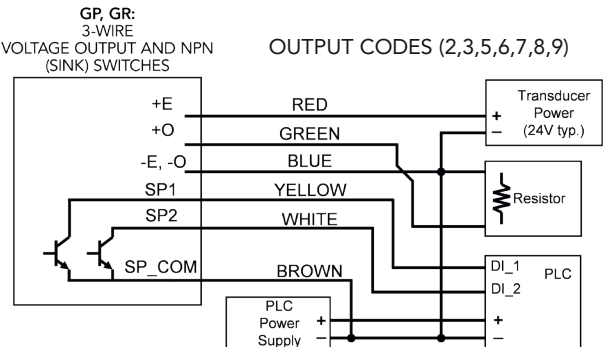 GP, GR:
3-WIRE
VOLTAGE OUTPUT AND NPN
(SINK) SWITCHES
OUTPUT CODES (2,3,5,6,7,8,9)
+E
RED
+O
GREEN
-E, -O
BLUE
SP1
YELLOW
SP2
WHITE
SP_COM
BROWN
Transducer
Power
(24V typ.)
+
–
Resistor
DI_1
PLC
DI_2
+
–
PLC
Power
Supply
+
–